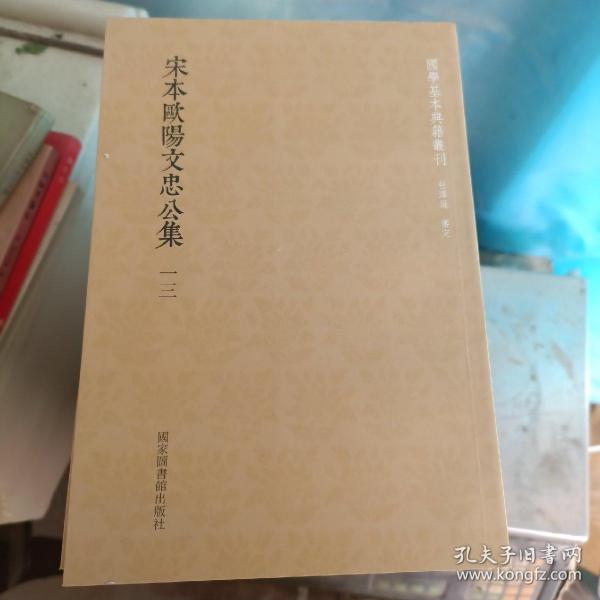 國學基本典籍叢刊
宋本歐陽文忠公集
一三
國家圖書館出版社
孔夫子旧书网
www.kongfz.com